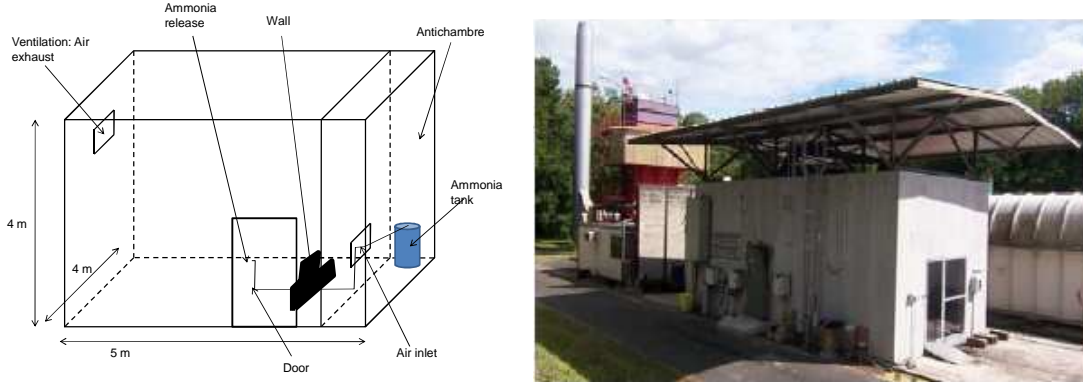 Ammonia
release
Wall
Antichambre
Ventilation: Air
exhaust
Ammonia
tank
4 m
4 m
5 m
Air inlet
Door